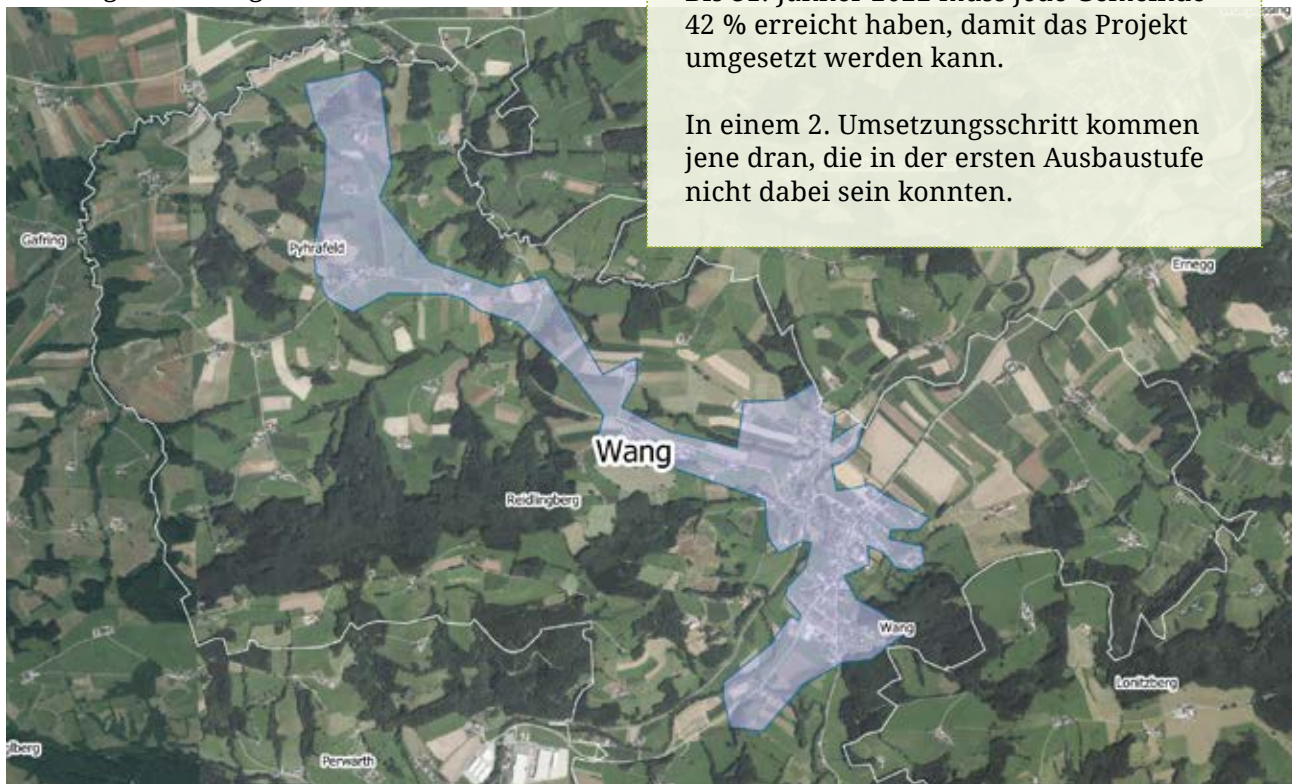 42 % erreicht haben, damit das Projekt
umgesetzt werden kann.
In einem 2. Umsetzungsschritt kommen
jene dran, die in der ersten Ausbaustufe
nicht dabei sein konnten.
Gafring
Pyhrafeld
Ernegg
Wang
Reidlingberg
Wang
Lonitzberg
Perwarth